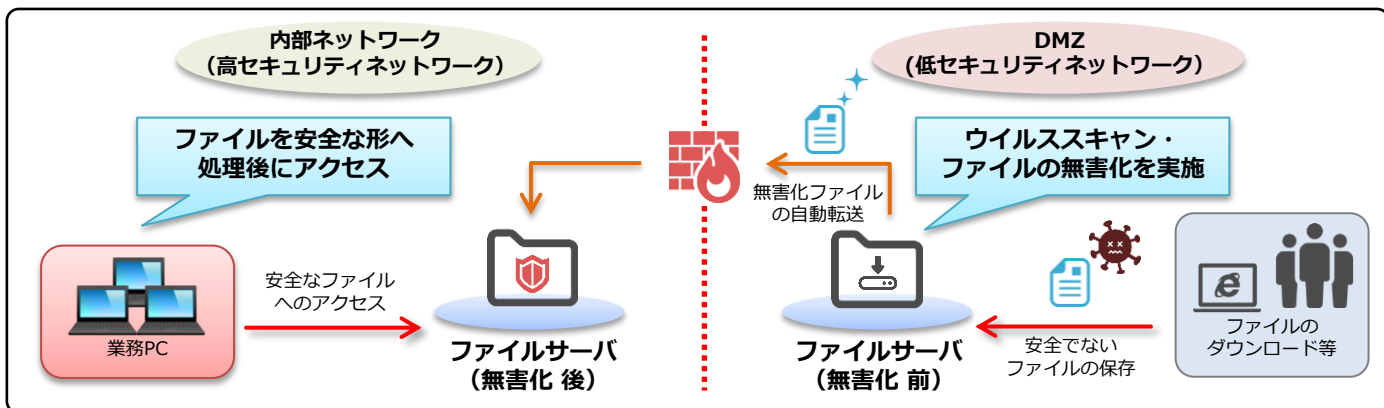 内部ネットワーク
（高セキュリティネットワーク）
DMZ
(低セキュリティネットワーク）
ファイルを安全な形へ
処理後にアクセス
ウイルススキャン・
ファイルの無害化を実施
無害化ファイル
の自動転送
業務PC
安全なファイル
へのアクセス
ファイルサーバ
（無害化 後）
ファイルサーバ
（無害化 前）
安全でない
ファイルの保存
ファイルの
ダウンロード等